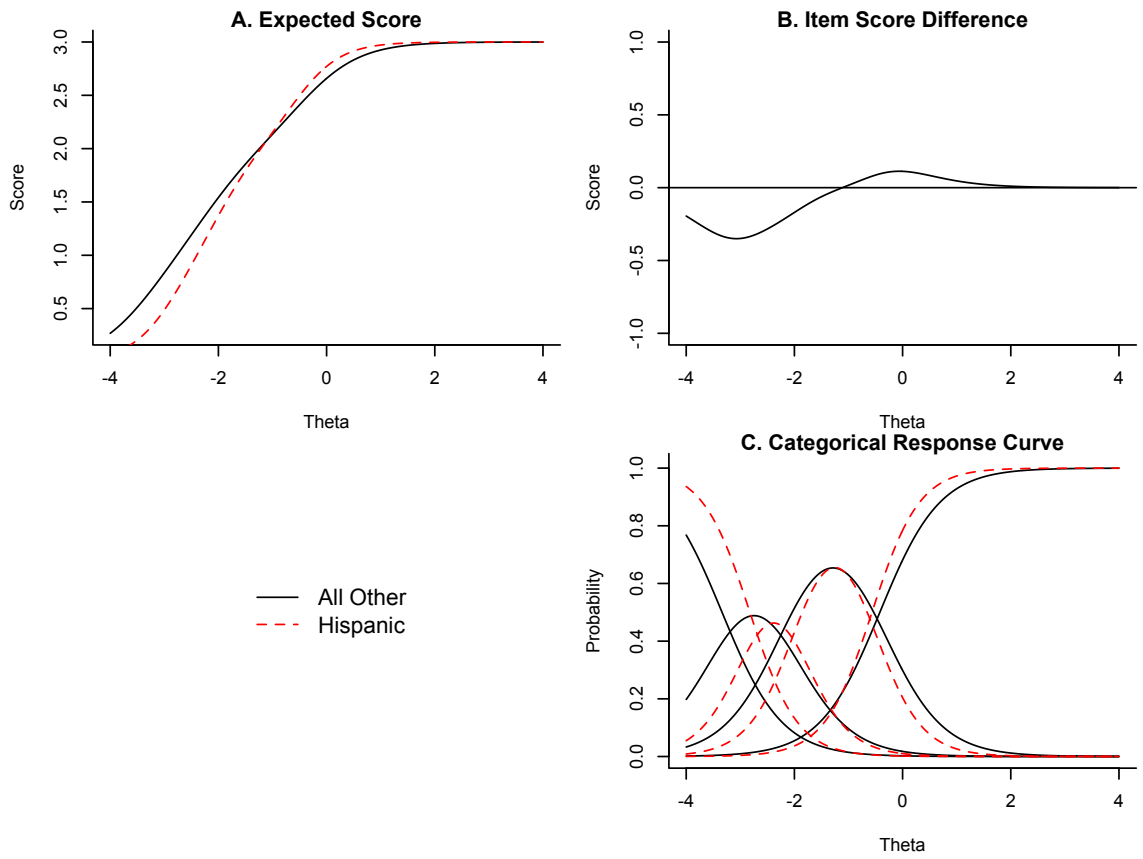 A. Expected Score
3.0
2.5
2.0
1.5
1.0
0.5
Score
-4 -2 0 2 4
Theta
B. Item Score Difference
1.0
0.5
0.0
-0.5
-1.0
Score
-4 -2 0 2 4
Theta
All Other
Hispanic
C. Categorical Response Curve
1.0
0.8
0.6
0.4
0.2
0.0
Probability
-4 -2 0 2 4
Theta